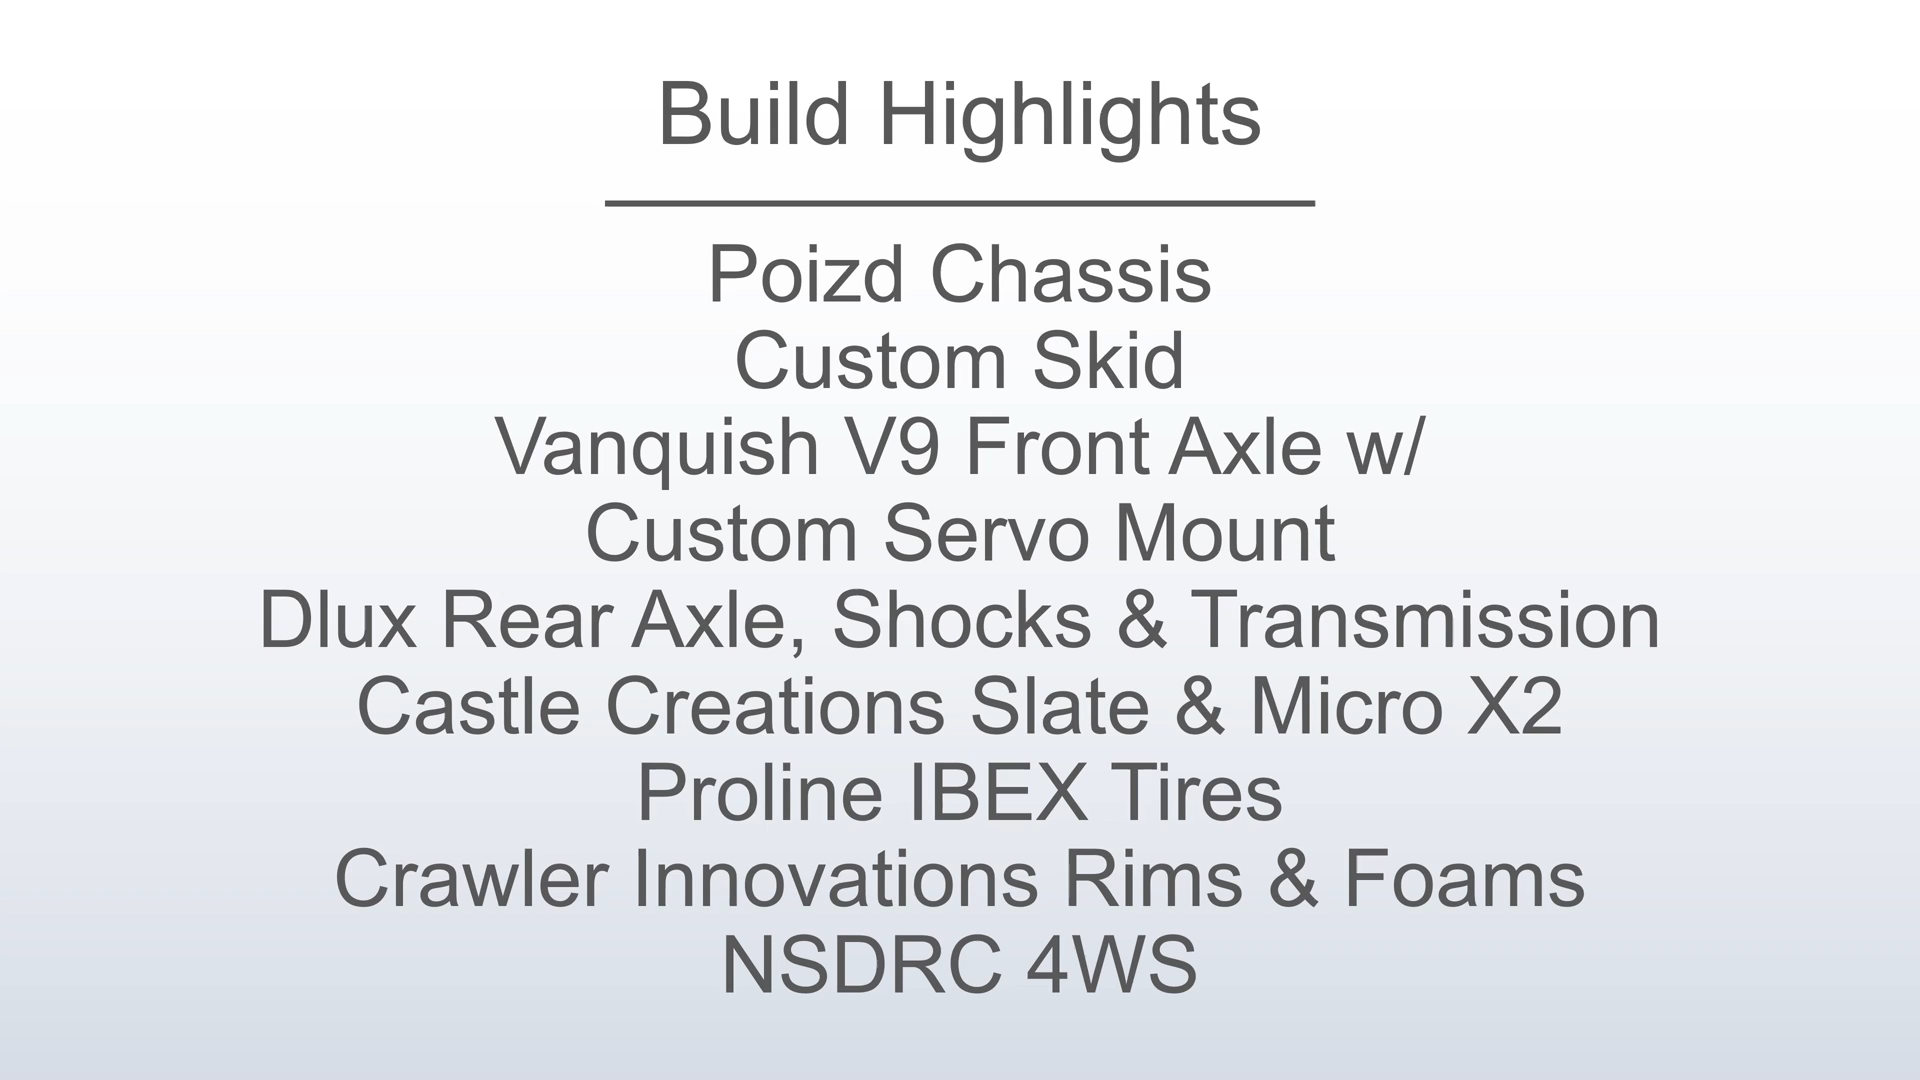 Build Highlights
Poizd Chassis
Custom Skid
Vanquish V9 Front Axle w/
Custom Servo Mount
Dlux Rear Axle, Shocks & Transmission
Castle Creations Slate & Micro X2
Proline IBEX Tires
Crawler Innovations Rims & Foams
NSDRC 4WS